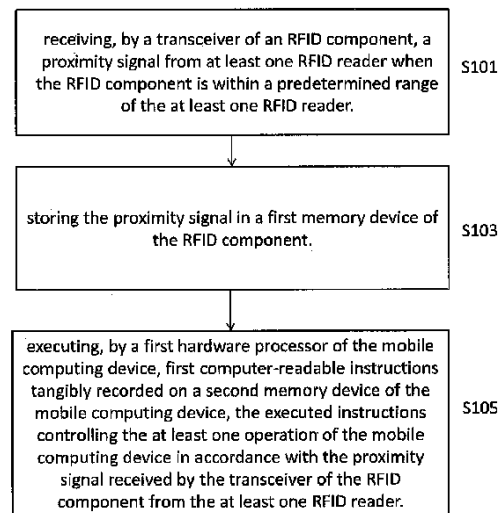 receiving, by a transceiver of an RFID component, a
proximity signal from at least one RFID reader when
the RFID component is within a predetermined range
of the at least one RFID reader.
S101
storing the proximity signal in a first memory device of
the RFID component.
S103
executing, by a first hardware processor of the mobile
computing device, first computer-readable instructions
tangibly recorded on a second memory device of the
mobile computing device, the executed instructions
controlling the at least one operation of the mobile
computing device in accordance with the proximity
signal received by the transceiver of the RFID
component from the at least one RFID reader.
S105